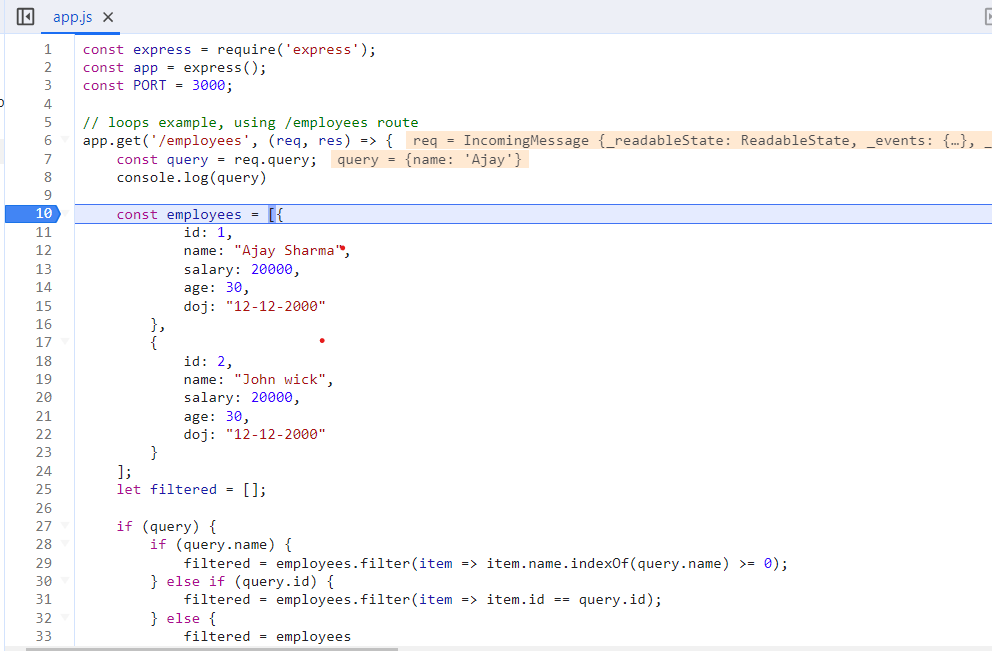 app.js ×
1 const express = require('express');
2 const app = express();
3 const PORT = 3000;
4
5 // loops example, using /employees route
6 app.get('/employees', (req, res) => { req = IncomingMessage {_readableState: ReadableState, _events: {…}, _
7     const query = req.query; query = {name: 'Ajay'}
8     console.log(query)
9
10     const employees = [{
11             id: 1,
12             name: "Ajay Sharma",
13             salary: 20000,
14             age: 30,
15             doj: "12-12-2000"
16         },
17         {
18             id: 2,
19             name: "John wick",
20             salary: 20000,
21             age: 30,
22             doj: "12-12-2000"
23         }
24     ];
25     let filtered = [];
26
27     if (query) {
28         if (query.name) {
29             filtered = employees.filter(item => item.name.indexOf(query.name) >= 0);
30         } else if (query.id) {
31             filtered = employees.filter(item => item.id == query.id);
32         } else {
33             filtered = employees